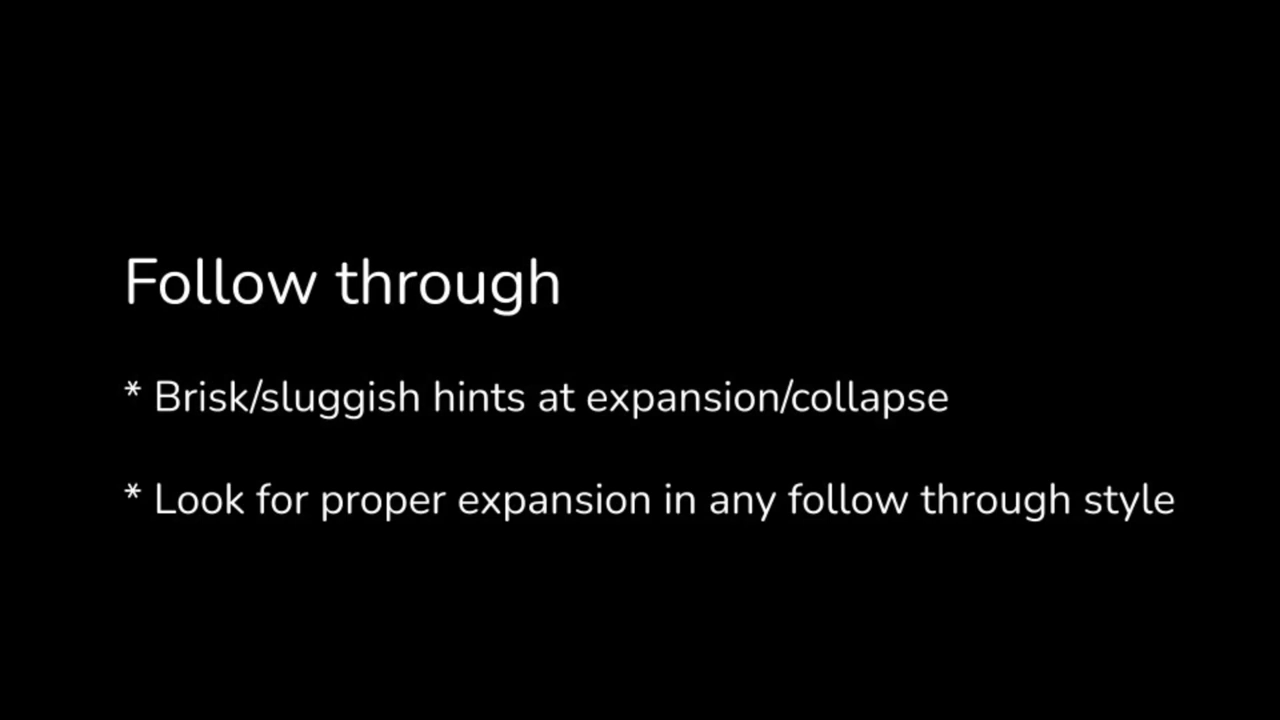 Follow through
* Brisk/sluggish hints at expansion/collapse
* Look for proper expansion in any follow through style